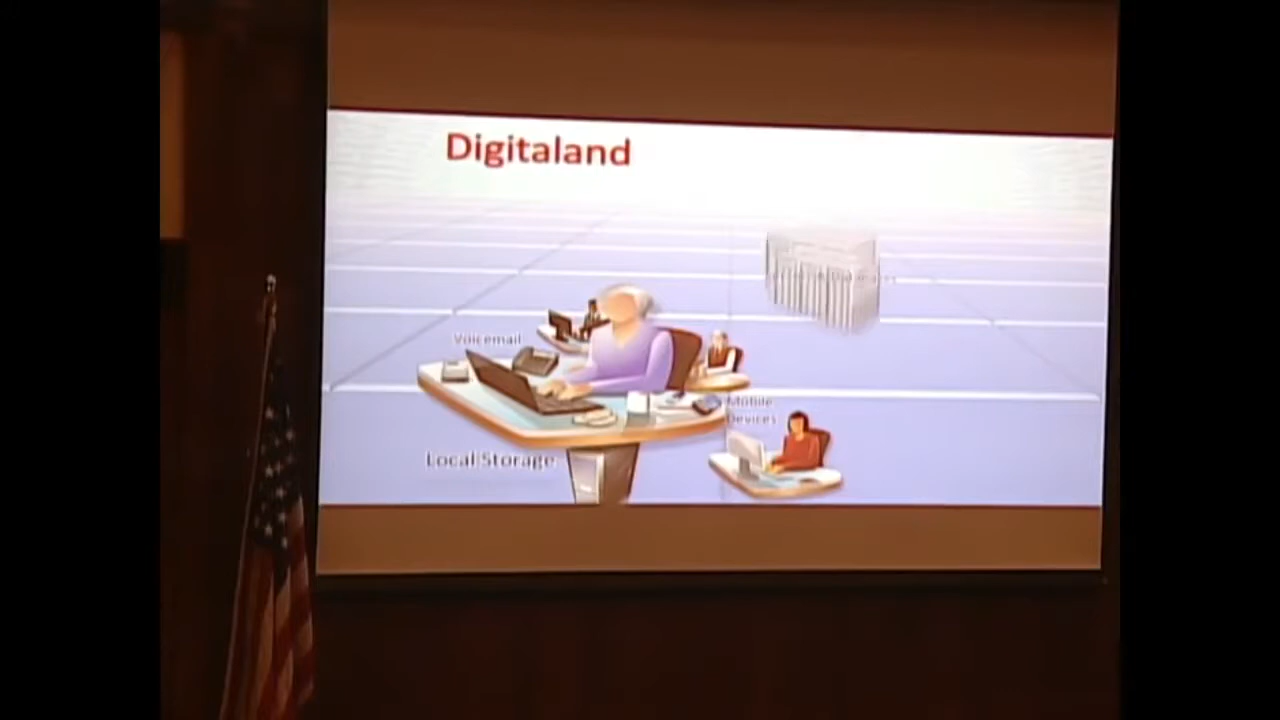 Digitaland
Voicemail
Mobile
Devices
Local Storage